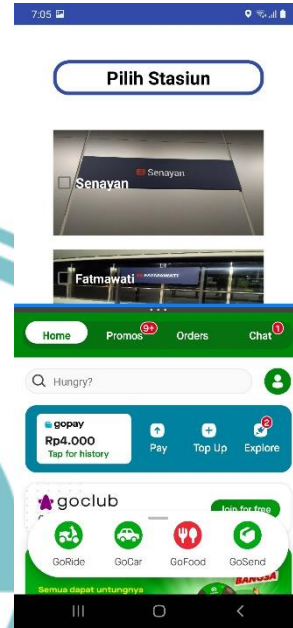 7:05
Pilih Stasiun
Senayan
Senayan
Fatmawati
FATMAWATI
Home
Promos
9+
Orders
Chat
1
Hungry?
gopay
Rp4.000
Tap for history
Pay
Top Up
2
Explore
goclub
Join for free
GoRide
GoCar
GoFood
GoSend
Semua dapat untungnya
BANGSA